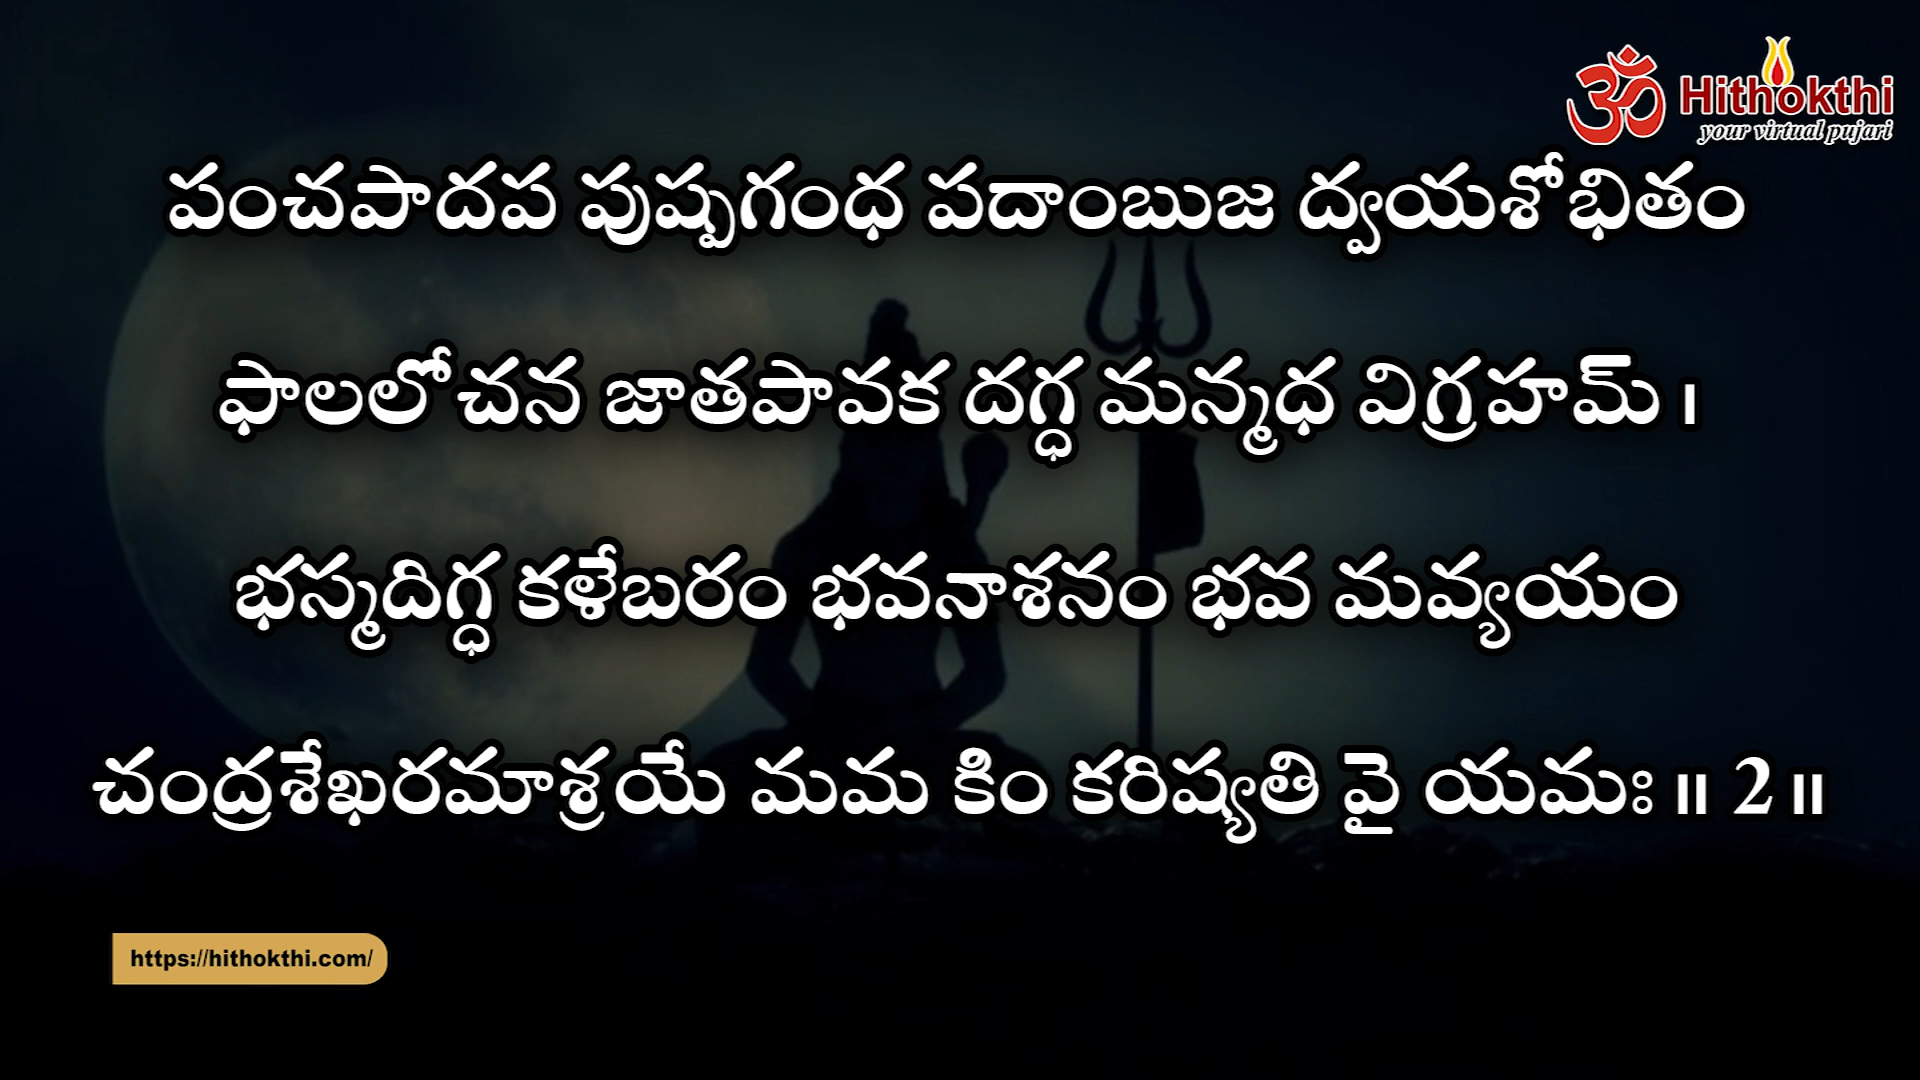 ॐ Hithokthi
your virtual pujari
పంచపాదప పుష్పగంధ పదాంబుజ ద్వయశోభితం
ఫాలలోచన జాతపావక దగ్ధ మన్మధ విగ్రహమ్ ।
భస్మదిగ్ధ కళేబరం భవనాశనం భవ మవ్యయం
చంద్రశేఖరమాశ్రయే మమ కిం కరిష్యతి వై యమః ॥ 2 ॥
https://hithokthi.com/